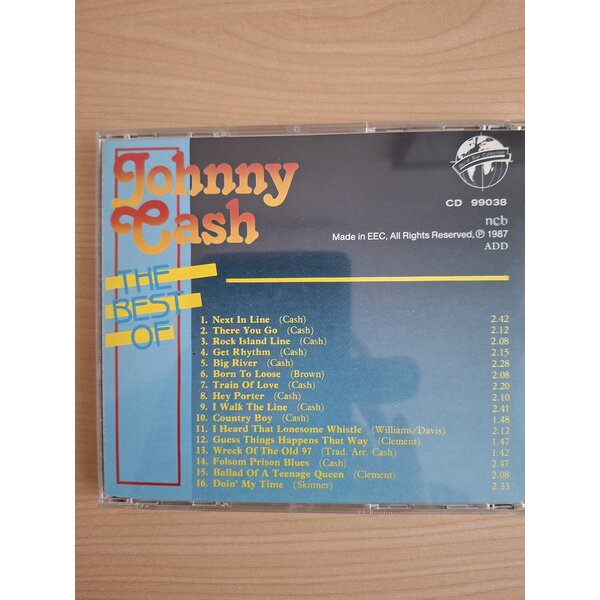 Johnny
Cash
THE
BEST
OF
CD 99038
ncb
Made in EEC, All Rights Reserved, ℗ 1987
ADD
1. Next In Line (Cash) 2.42
2. There You Go (Cash) 2.12
3. Rock Island Line (Cash) 2.08
4. Get Rhythm (Cash) 2.15
5. Big River (Cash) 2.28
6. Born To Loose (Brown) 2.08
7. Train Of Love (Cash) 2.20
8. Hey Porter (Cash) 2.10
9. I Walk The Line (Cash) 2.41
10. Country Boy (Cash) 1.48
11. I Heard That Lonesome Whistle (Williams/Davis) 2.12
12. Guess Things Happens That Way (Clement) 1.47
13. Wreck Of The Old 97 (Trad. Arr. Cash) 1.42
14. Folsom Prison Blues (Cash) 2.47
15. Ballad Of A Teenage Queen (Clement) 2.08
16. Doin' My Time (Skinner) 2.35